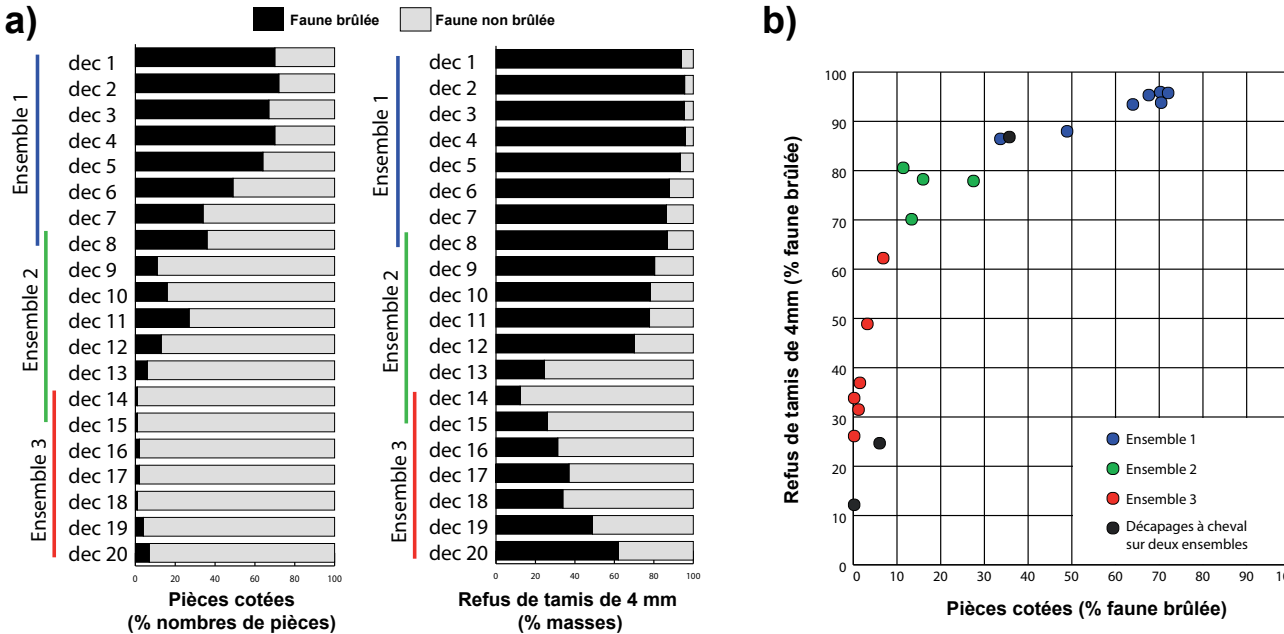 a)
Faune brûlée
Faune non brûlée
Ensemble 1
Ensemble 2
Ensemble 3
dec 1
dec 2
dec 3
dec 4
dec 5
dec 6
dec 7
dec 8
dec 9
dec 10
dec 11
dec 12
dec 13
dec 14
dec 15
dec 16
dec 17
dec 18
dec 19
dec 20
0 20 40 60 80 100
Pièces cotées
(% nombres de pièces)
Ensemble 1
Ensemble 2
Ensemble 3
dec 1
dec 2
dec 3
dec 4
dec 5
dec 6
dec 7
dec 8
dec 9
dec 10
dec 11
dec 12
dec 13
dec 14
dec 15
dec 16
dec 17
dec 18
dec 19
dec 20
0 20 40 60 80 100
Refus de tamis de 4 mm
(% masses)
b)
Refus de tamis de 4mm (% faune brûlée)
100
90
80
70
60
50
40
30
20
10
0
0 10 20 30 40 50 60 70 80 90 100
Pièces cotées (% faune brûlée)
Ensemble 1
Ensemble 2
Ensemble 3
Décapages à cheval
sur deux ensembles